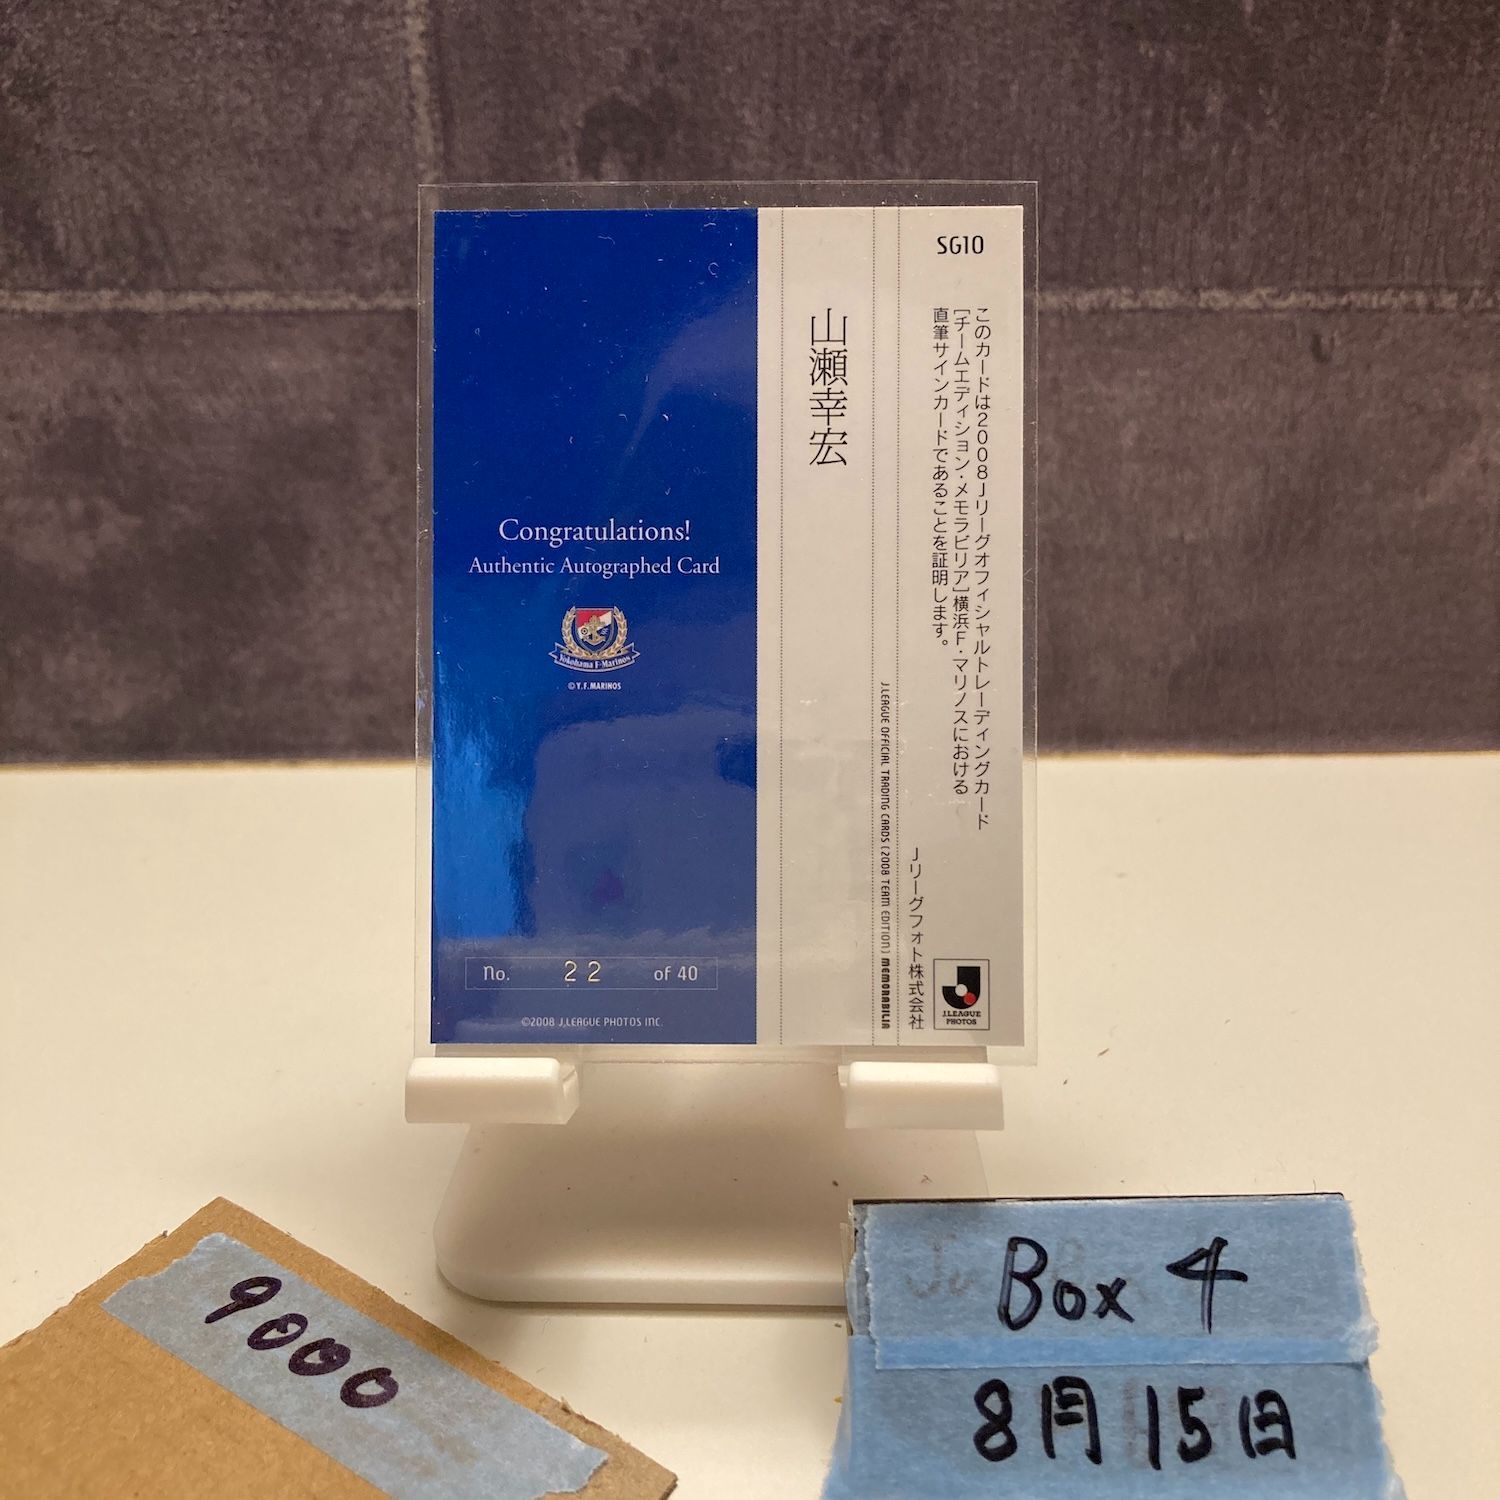 SG10
このカードは2008Jリーグオフィシャルトレーディングカード
[チームエディション・メモラビリア]横浜F・マリノスにおける
直筆サインカードであることを証明します。
Jリーグフォト株式会社
J.LEAGUE PHOTOS
J.LEAGUE OFFICIAL TRADING CARDS (2008 TEAM EDITION) MEMORABILIA
山瀬幸宏
Congratulations!
Authentic Autographed Card
Yokohama F·Marinos
© Y.F.MARINOS
No. 22 of 40
©2008 J.LEAGUE PHOTOS INC.
9000
Box 4
8月15日